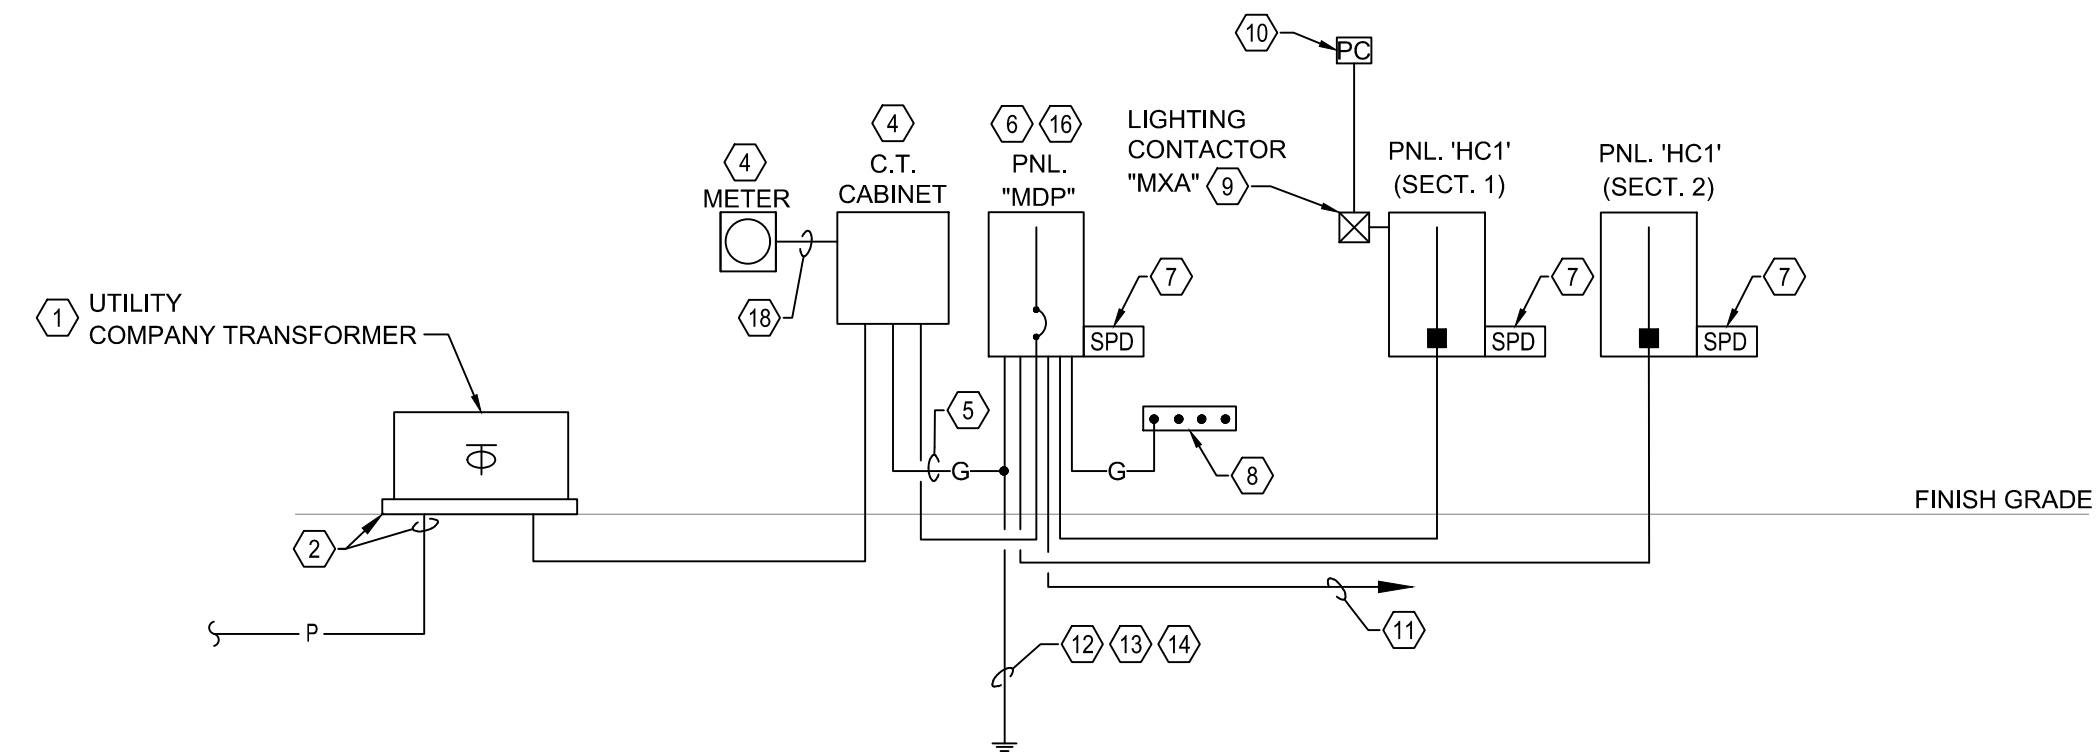 10
PC
4
6
16
LIGHTING
CONTACTOR
"MXA"
9
4
METER
C.T.
CABINET
PNL.
"MDP"
PNL. 'HC1'
(SECT. 1)
PNL. 'HC1'
(SECT. 2)
1
UTILITY
COMPANY TRANSFORMER
18
7
SPD
7
SPD
7
SPD
5
G
G
8
FINISH GRADE
2
P
11
12
13
14